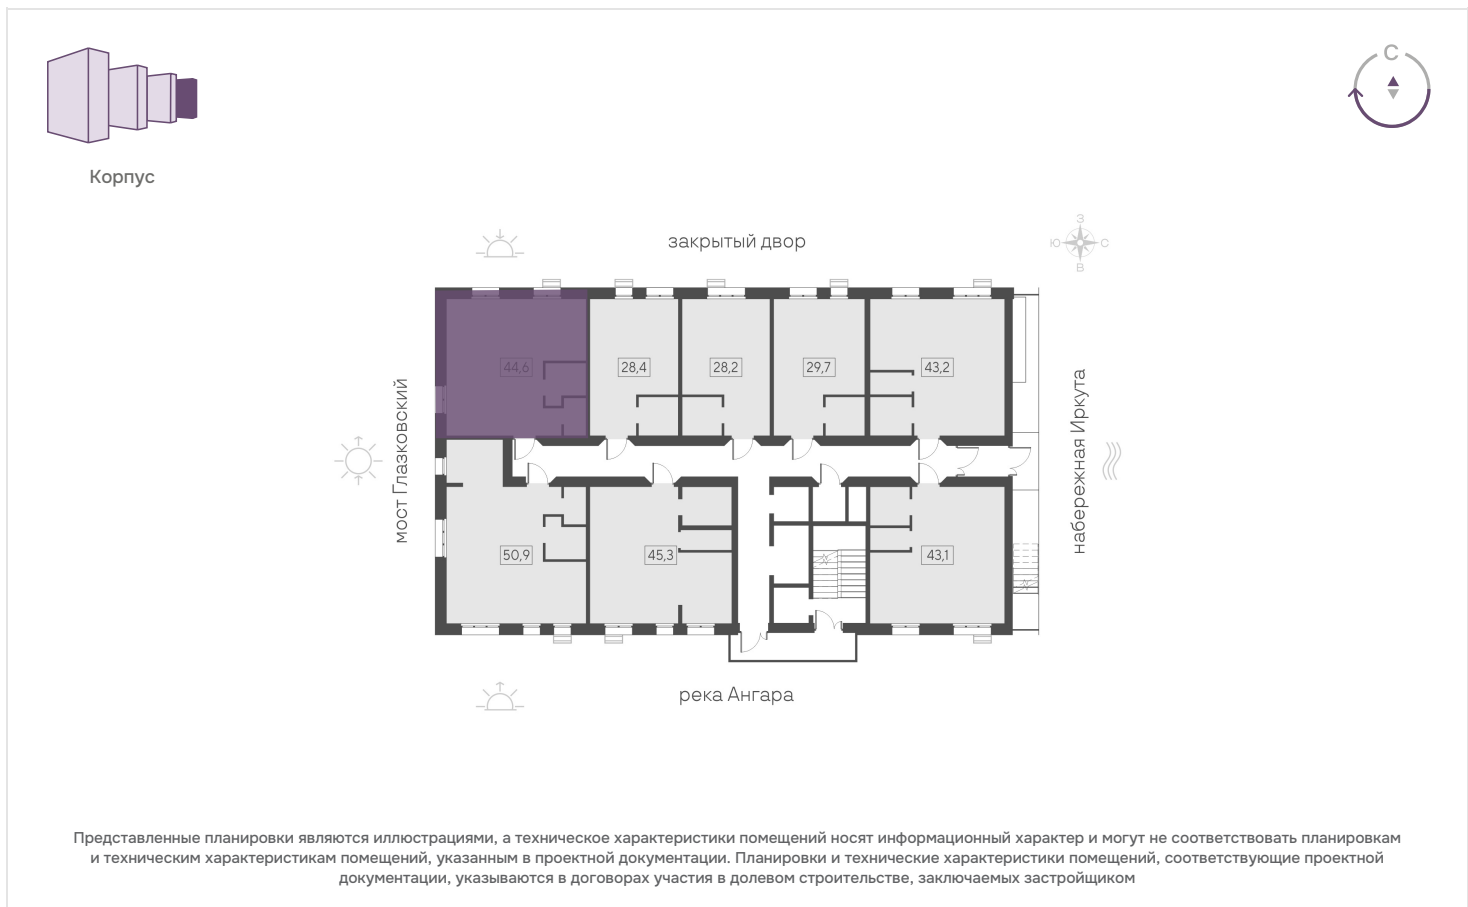 С
Корпус
закрытый двор
З
Ю
С
В
44,6
28,4
28,2
29,7
43,2
мост Глазковский
набережная Иркута
50,9
45,3
43,1
река Ангара
Представленные планировки являются иллюстрациями, а техническое характеристики помещений носят информационный характер и могут не соответствовать планировкам
и техническим характеристикам помещений, указанным в проектной документации. Планировки и технические характеристики помещений, соответствующие проектной
документации, указываются в договорах участия в долевом строительстве, заключаемых застройщиком